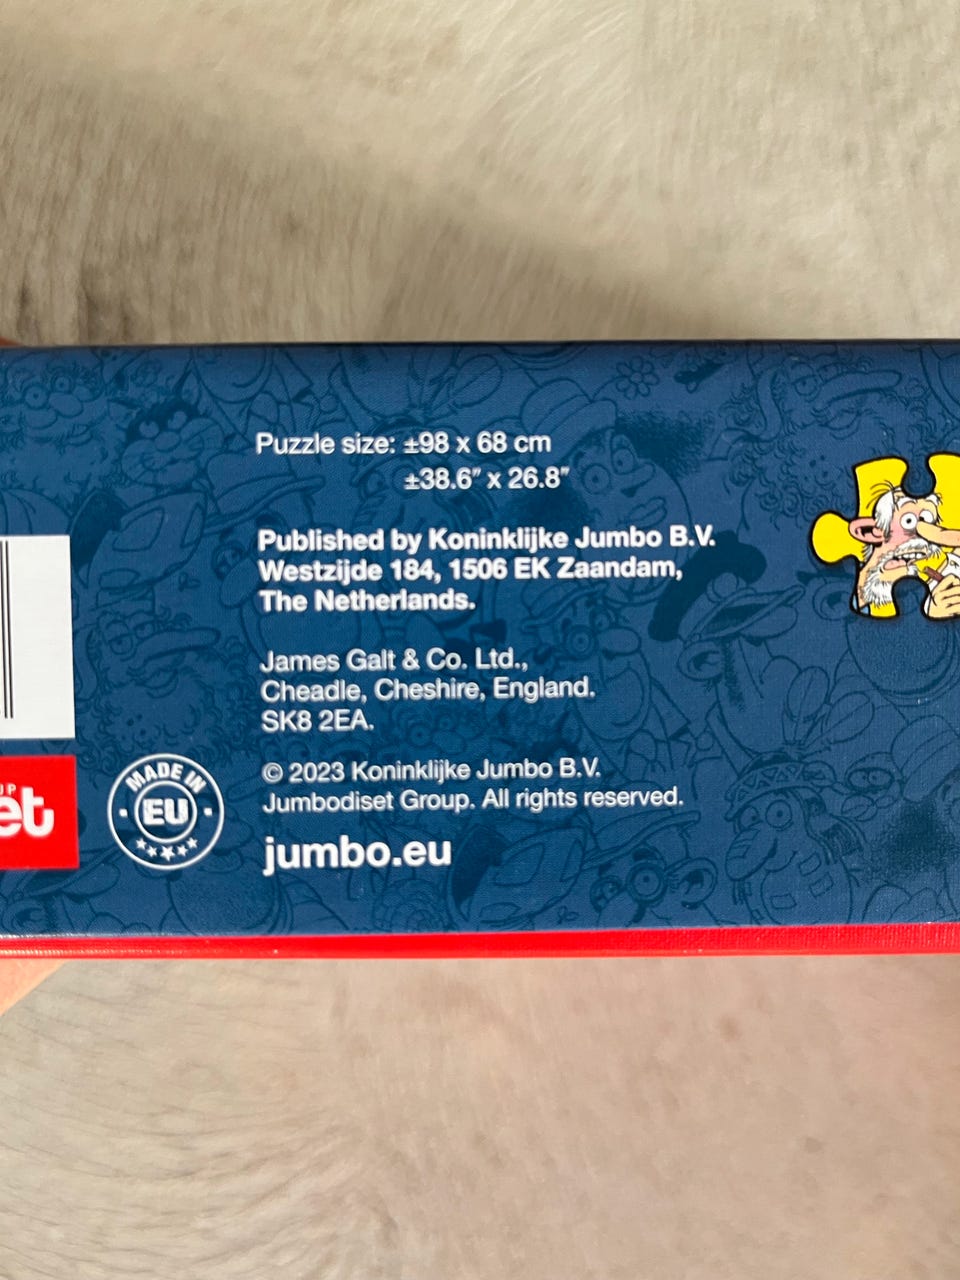 Puzzle size: ±98 x 68 cm
±38.6" x 26.8"
Published by Koninklijke Jumbo B.V.
Westzijde 184, 1506 EK Zaandam,
The Netherlands.
James Galt & Co. Ltd.,
Cheadle, Cheshire, England.
SK8 2EA.
© 2023 Koninklijke Jumbo B.V.
Jumbodiset Group. All rights reserved.
jumbo.eu
MADE IN
EU
UP
et